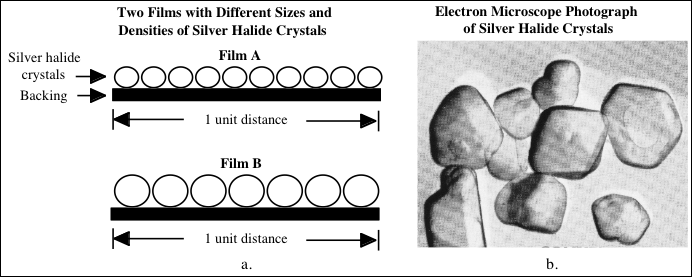 Two Films with Different Sizes and
Densities of Silver Halide Crystals
Film A
Silver halide
crystals
Backing
1 unit distance
Film B
1 unit distance
a.
Electron Microscope Photograph
of Silver Halide Crystals
b.